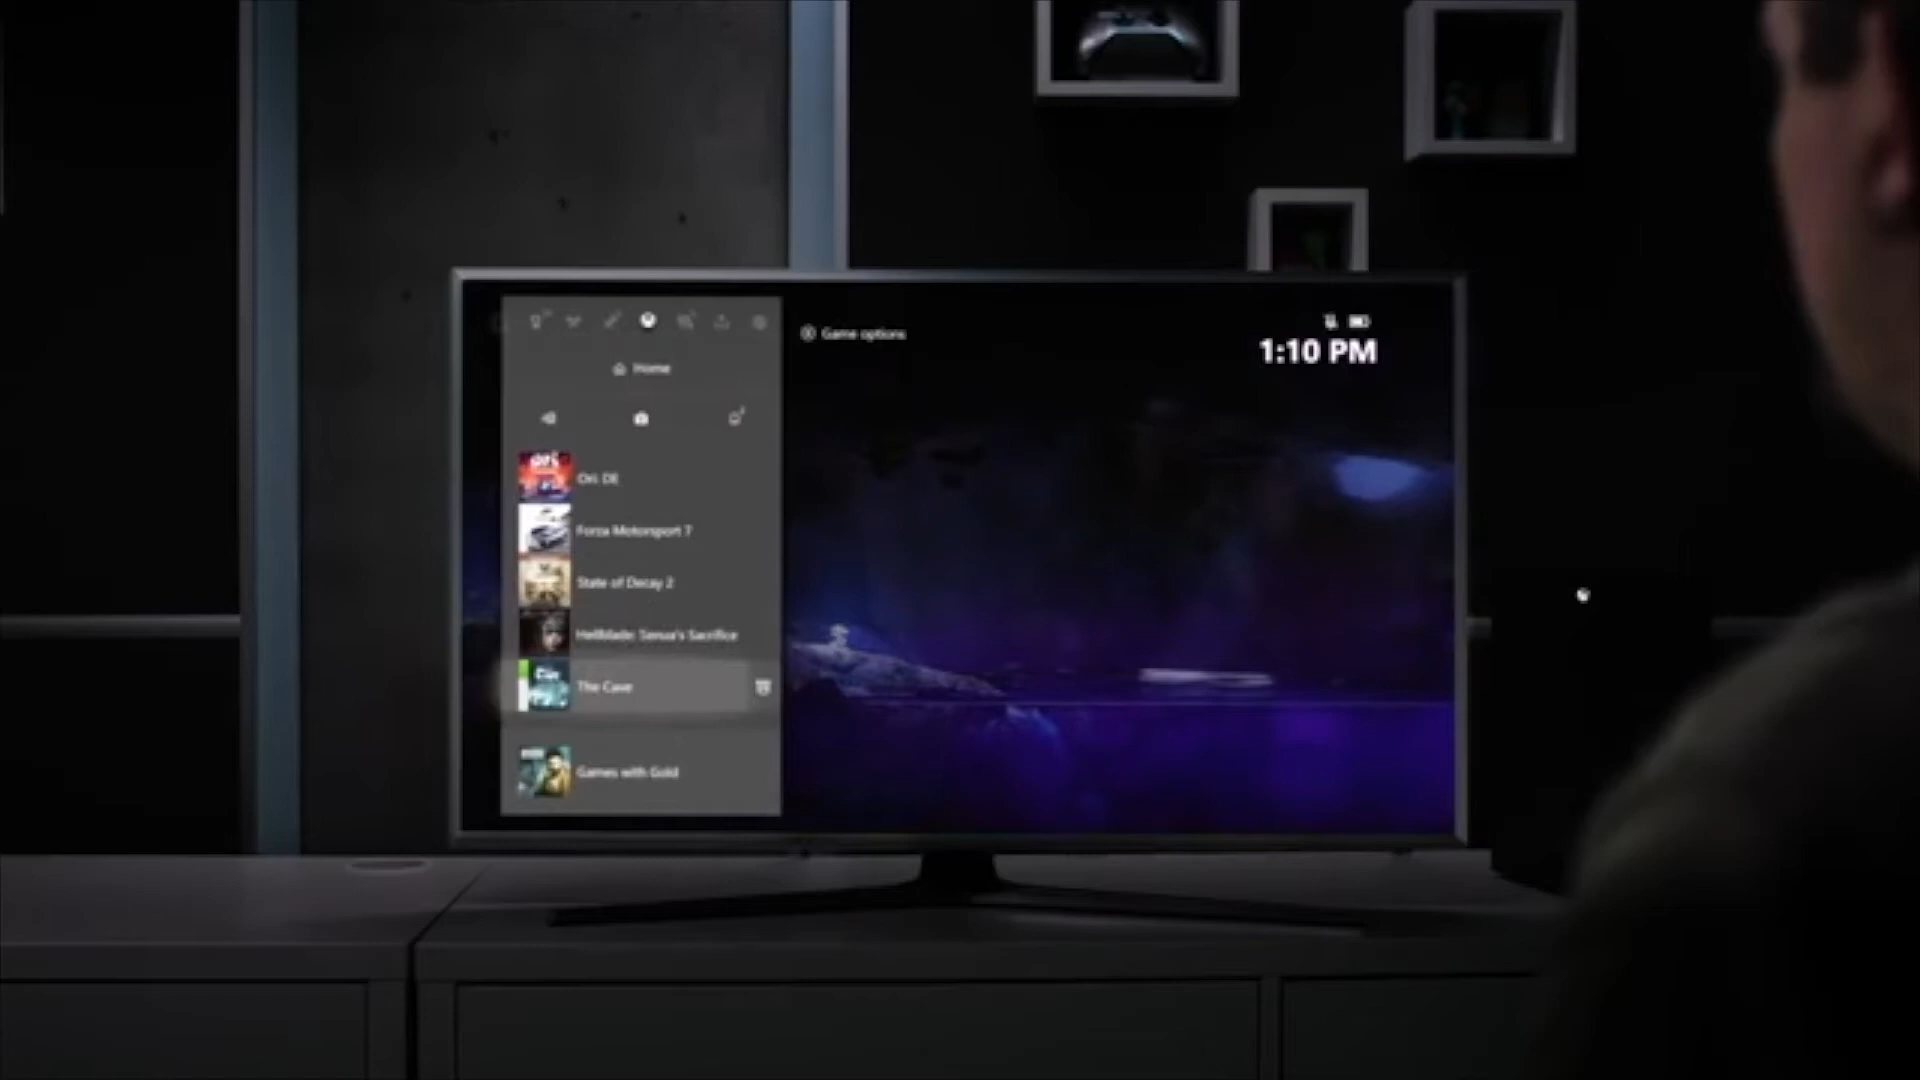 Game options
1:10 PM
Home
Ori: DE
Forza Motorsport 7
State of Decay 2
Hellblade: Senua's Sacrifice
The Cave
Games with Gold